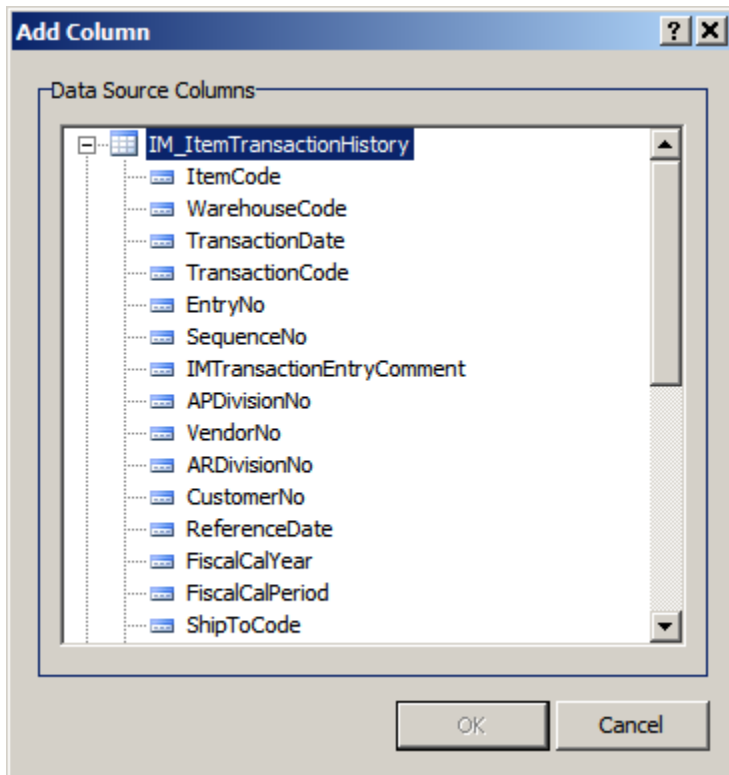 Add Column
Data Source Columns
IM_ItemTransactionHistory
ItemCode
WarehouseCode
TransactionDate
TransactionCode
EntryNo
SequenceNo
IMTransactionEntryComment
APDivisionNo
VendorNo
ARDivisionNo
CustomerNo
ReferenceDate
FiscalCalYear
FiscalCalPeriod
ShipToCode
OK Cancel